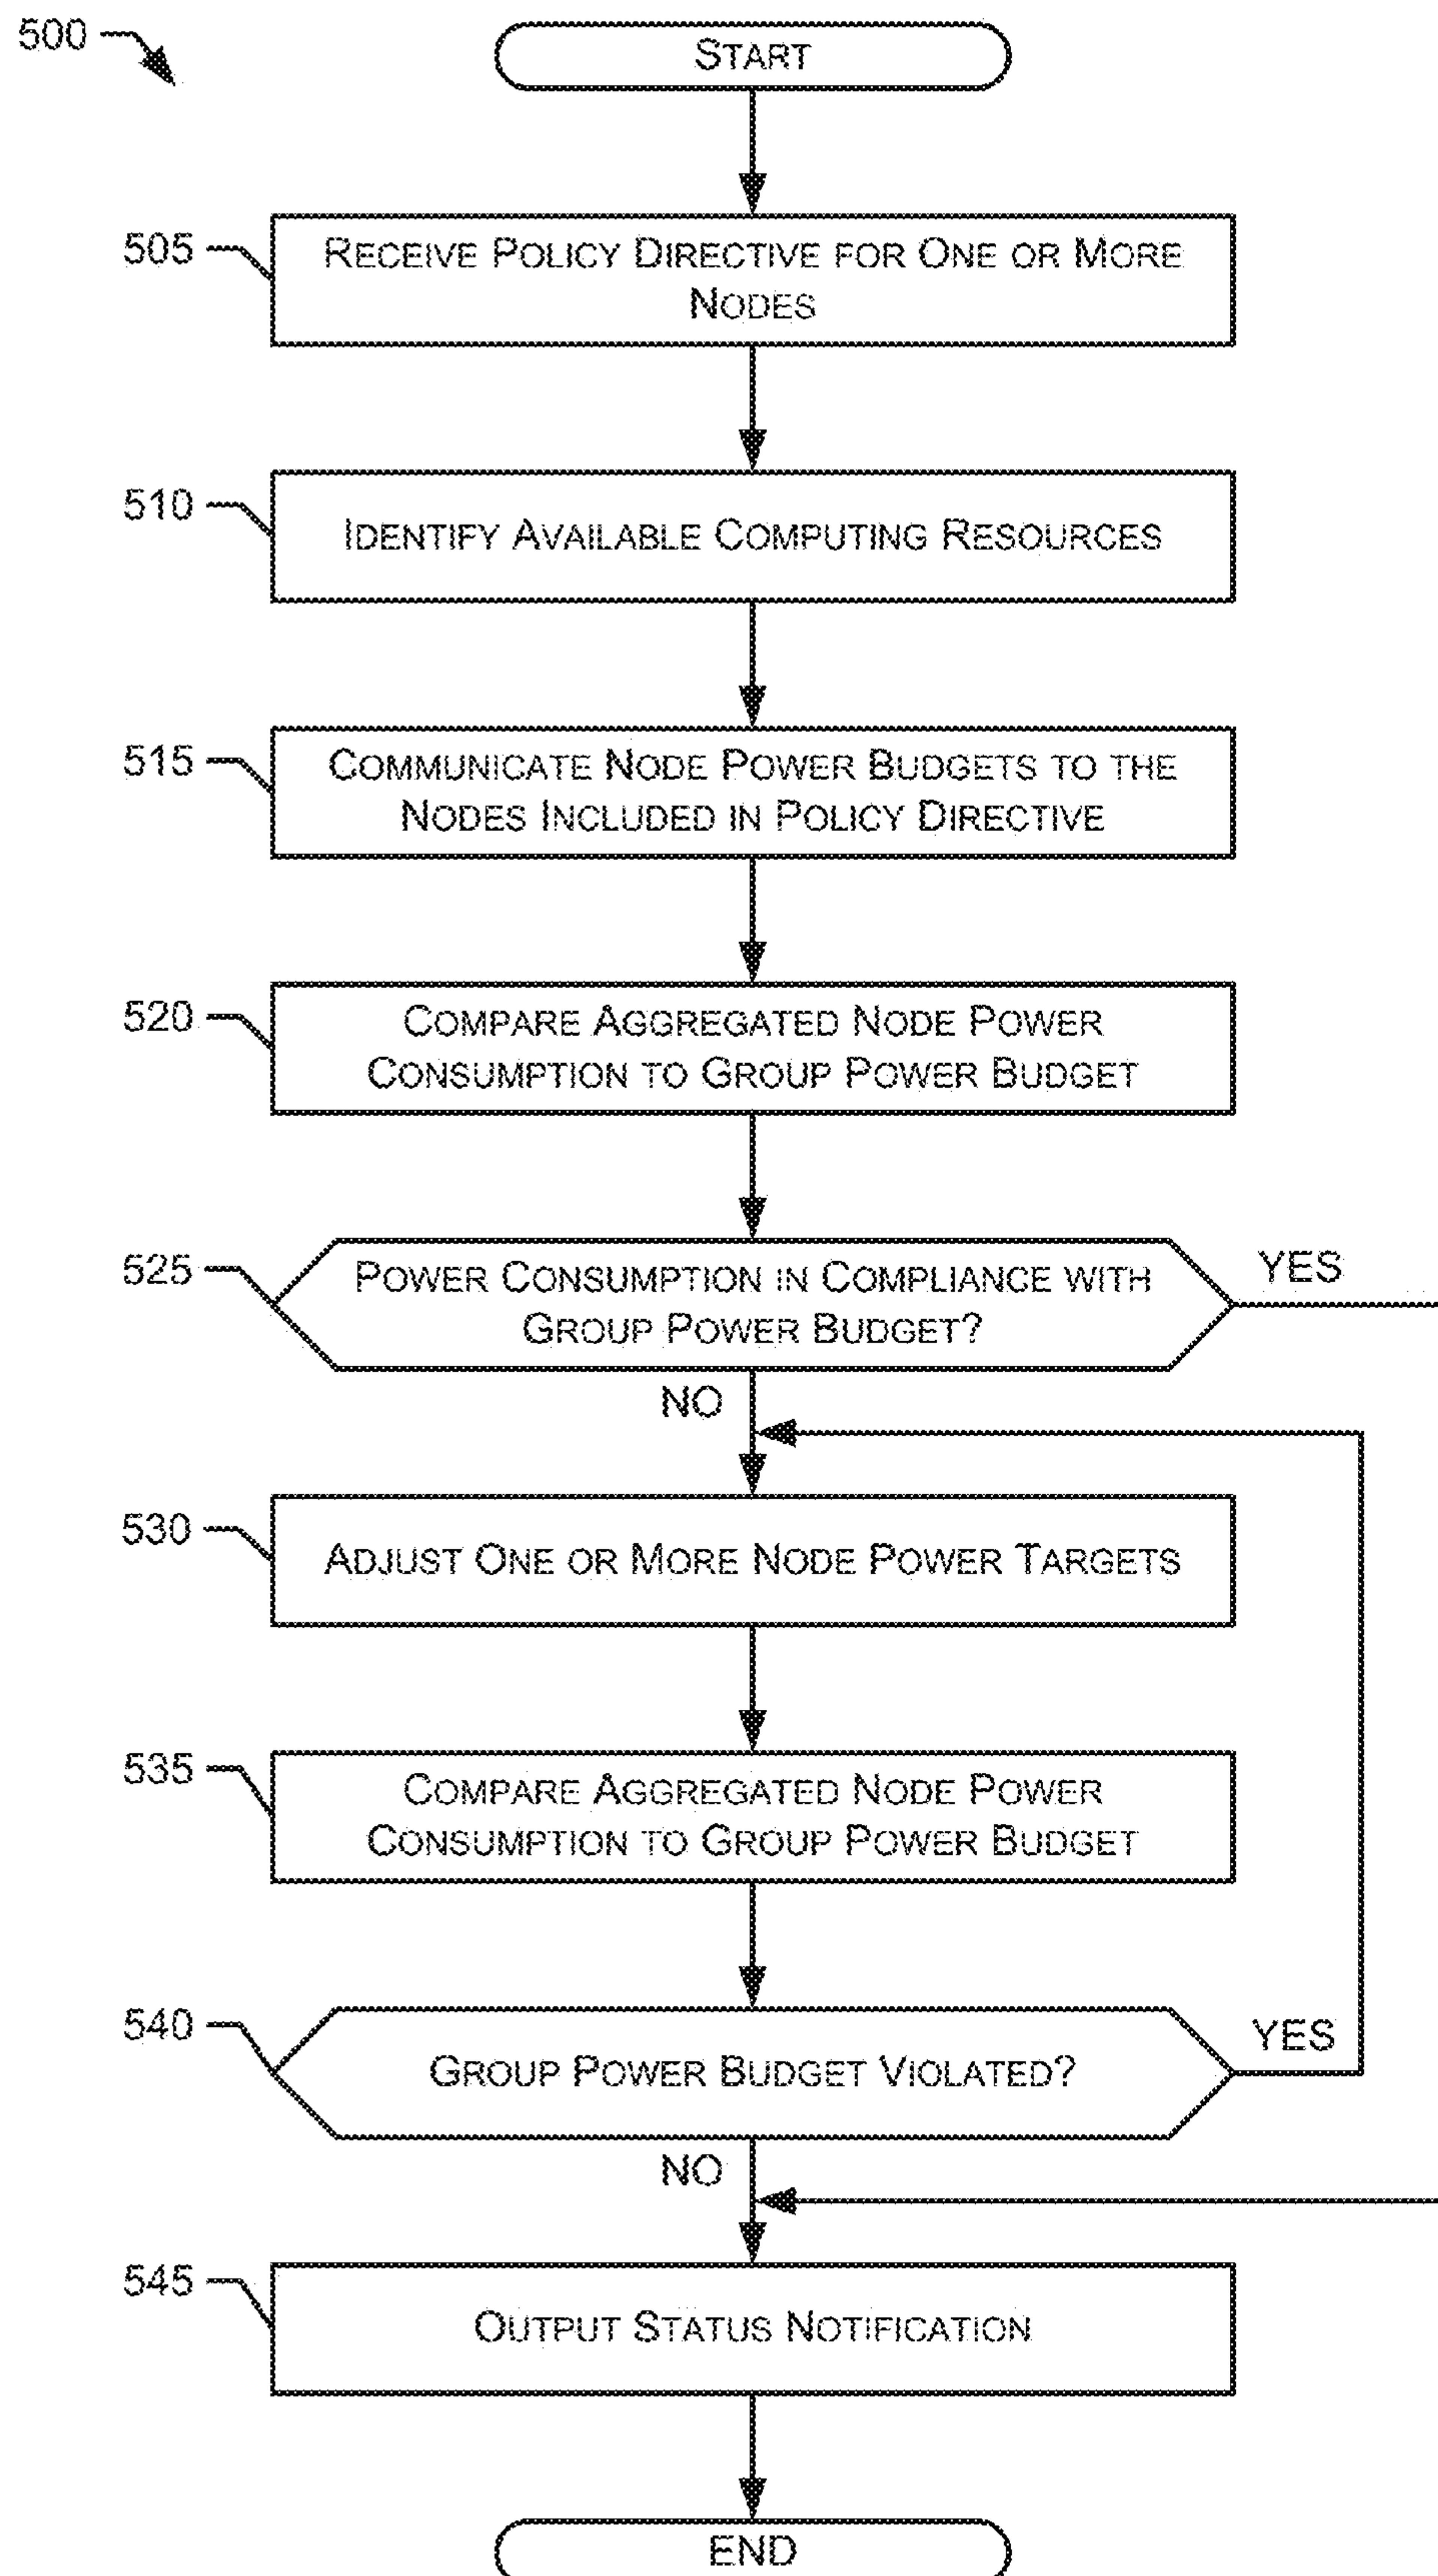 500
START
505
RECEIVE POLICY DIRECTIVE FOR ONE OR MORE
NODES
510
IDENTIFY AVAILABLE COMPUTING RESOURCES
515
COMMUNICATE NODE POWER BUDGETS TO THE
NODES INCLUDED IN POLICY DIRECTIVE
520
COMPARE AGGREGATED NODE POWER
CONSUMPTION TO GROUP POWER BUDGET
525
POWER CONSUMPTION IN COMPLIANCE WITH
GROUP POWER BUDGET?
YES
NO
530
ADJUST ONE OR MORE NODE POWER TARGETS
535
COMPARE AGGREGATED NODE POWER
CONSUMPTION TO GROUP POWER BUDGET
540
GROUP POWER BUDGET VIOLATED?
YES
NO
545
OUTPUT STATUS NOTIFICATION
END